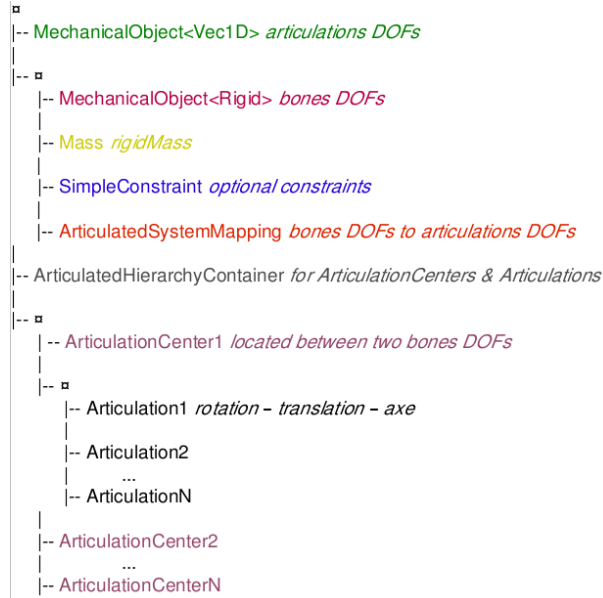 ¤
|-- MechanicalObject<Vec1D> articulations DOFs
|
|-- ¤
|-- MechanicalObject<Rigid> bones DOFs
|
|-- Mass rigidMass
|
|-- SimpleConstraint optional constraints
|
|-- ArticulatedSystemMapping bones DOFs to articulations DOFs
|
|-- ArticulatedHierarchyContainer for ArticulationCenters & Articulations
|
|-- ¤
| -- ArticulationCenter1 located between two bones DOFs
|
|-- ¤
|-- Articulation1 rotation – translation – axe
|
|-- Articulation2
| ...
|-- ArticulationN
|
|-- ArticulationCenter2
| ...
|-- ArticulationCenterN